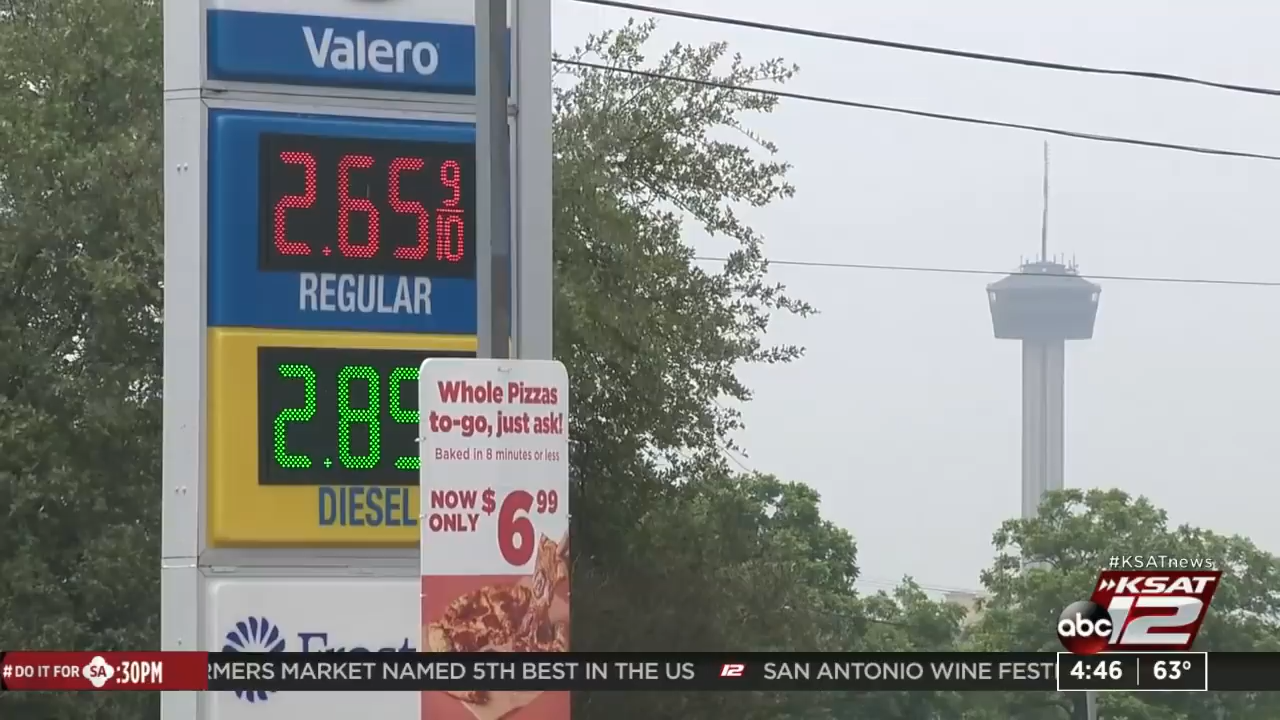 Valero
2.65 9/10
REGULAR
2.89
DIESEL
Whole Pizzas
to-go, just ask!
Baked in 8 minutes or less
NOW ONLY $6 99
Frost
#KSATnews
KSAT
abc 12
#DO IT FOR SA :30PM
RMERS MARKET NAMED 5TH BEST IN THE US 12 SAN ANTONIO WINE FEST
4:46 63°